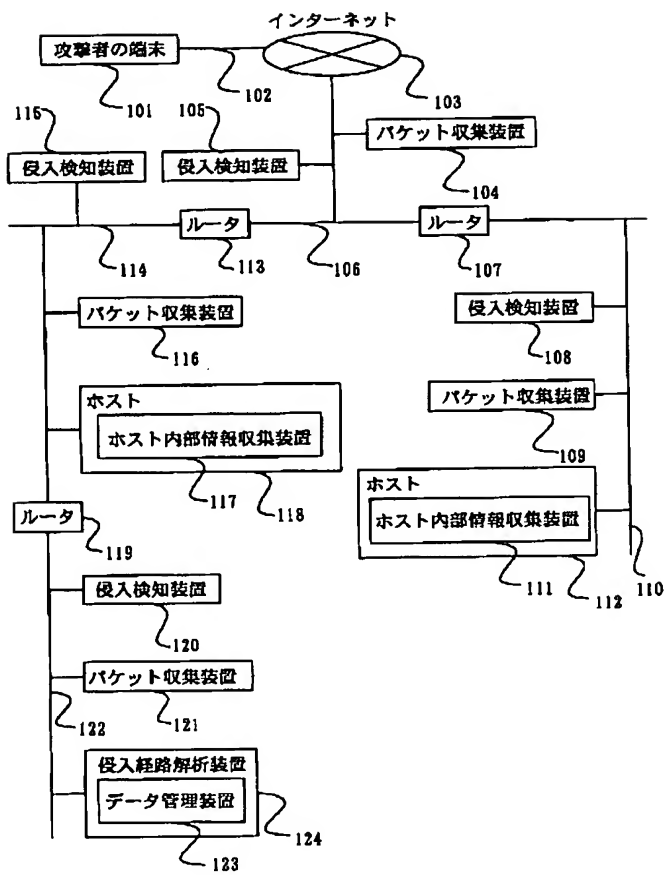 インターネット
攻撃者の端末
101
102
103
115
105
パケット収集装置
侵入検知装置
侵入検知装置
104
ルータ
ルータ
114
113
106
107
パケット収集装置
侵入検知装置
116
108
ホスト
パケット収集装置
ホスト内部情報収集装置
109
117
118
ホスト
ルータ
ホスト内部情報収集装置
119
111
112
110
侵入検知装置
120
パケット収集装置
122
121
侵入経路解析装置
データ管理装置
124
123